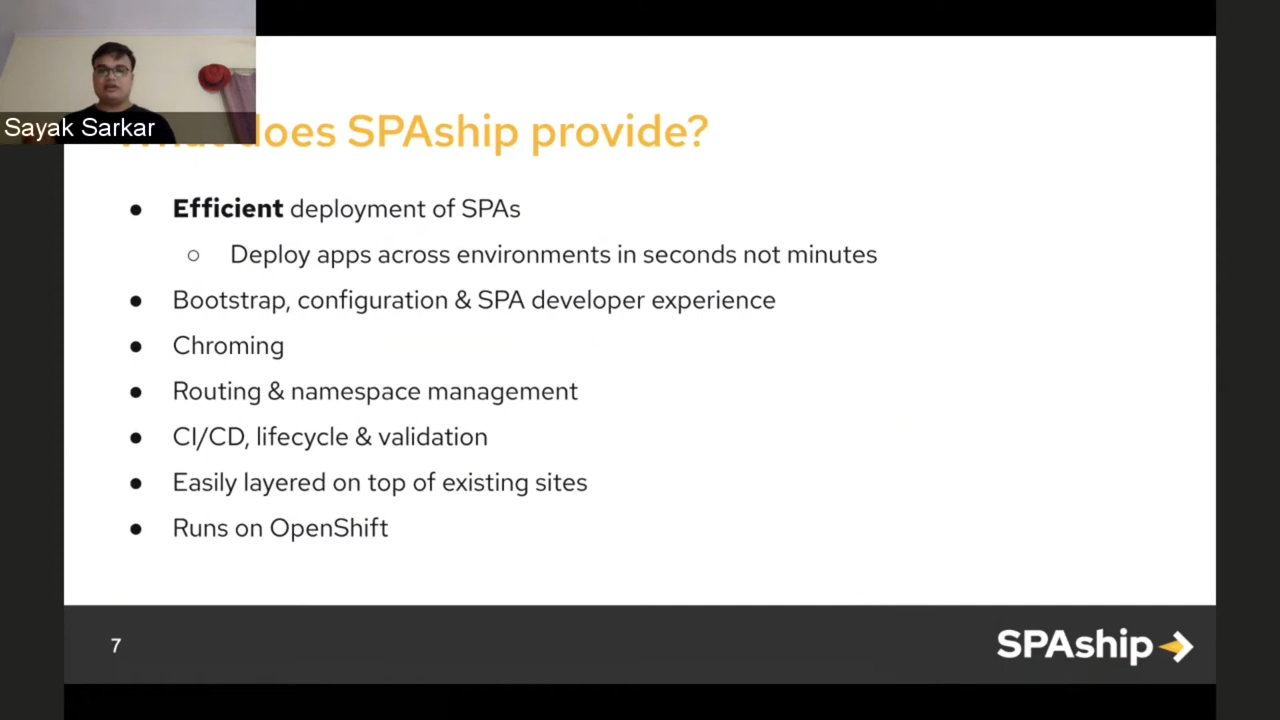 Sayak Sarkar
does SPAship provide?
● Efficient deployment of SPAs
○ Deploy apps across environments in seconds not minutes
● Bootstrap, configuration & SPA developer experience
● Chroming
● Routing & namespace management
● CI/CD, lifecycle & validation
● Easily layered on top of existing sites
● Runs on OpenShift
7
SPAship